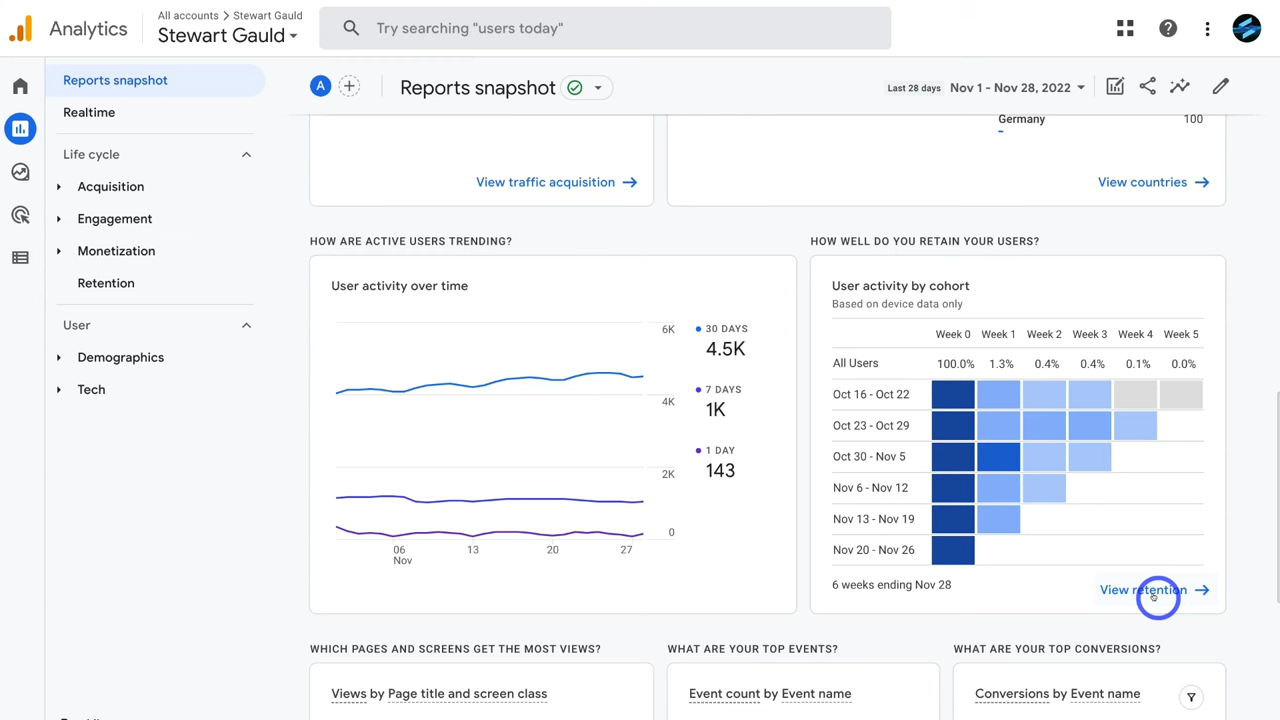 Analytics
All accounts > Stewart Gauld
Stewart Gauld
Try searching "users today"
Reports snapshot
Realtime
Life cycle
Acquisition
Engagement
Monetization
Retention
User
Demographics
Tech
A
Reports snapshot
Last 28 days Nov 1 - Nov 28, 2022
Germany 100
View traffic acquisition
View countries
HOW ARE ACTIVE USERS TRENDING?
User activity over time
6K
4K
2K
0
06 13 20 27
Nov
30 DAYS
4.5K
7 DAYS
1K
1 DAY
143
HOW WELL DO YOU RETAIN YOUR USERS?
User activity by cohort
Based on device data only
Week 0 Week 1 Week 2 Week 3 Week 4 Week 5
All Users 100.0% 1.3% 0.4% 0.4% 0.1% 0.0%
Oct 16 - Oct 22
Oct 23 - Oct 29
Oct 30 - Nov 5
Nov 6 - Nov 12
Nov 13 - Nov 19
Nov 20 - Nov 26
6 weeks ending Nov 28
View retention
WHICH PAGES AND SCREENS GET THE MOST VIEWS?
Views by Page title and screen class
WHAT ARE YOUR TOP EVENTS?
Event count by Event name
WHAT ARE YOUR TOP CONVERSIONS?
Conversions by Event name